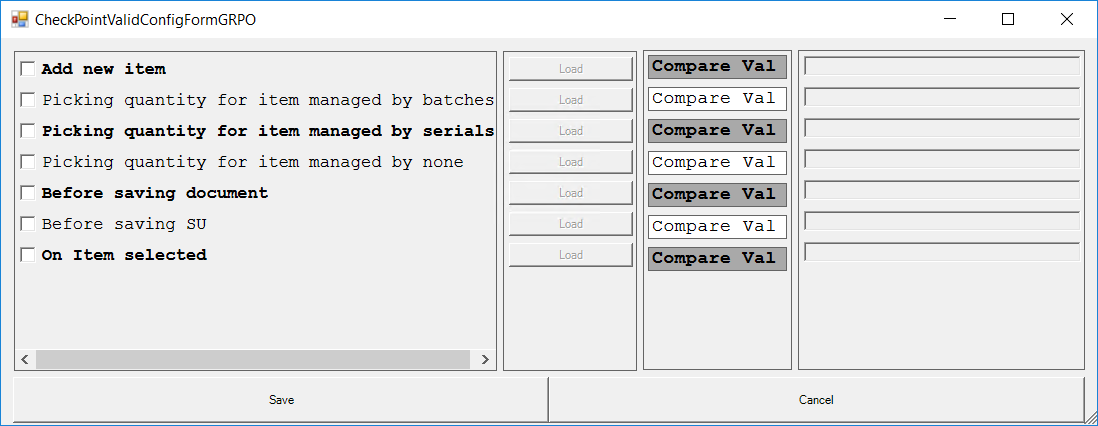 CheckPointValidConfigFormGRPO
Add new item Load Compare Val
Picking quantity for item managed by batches Load Compare Val
Picking quantity for item managed by serials Load Compare Val
Picking quantity for item managed by none Load Compare Val
Before saving document Load Compare Val
Before saving SU Load Compare Val
On Item selected Load Compare Val
Save Cancel